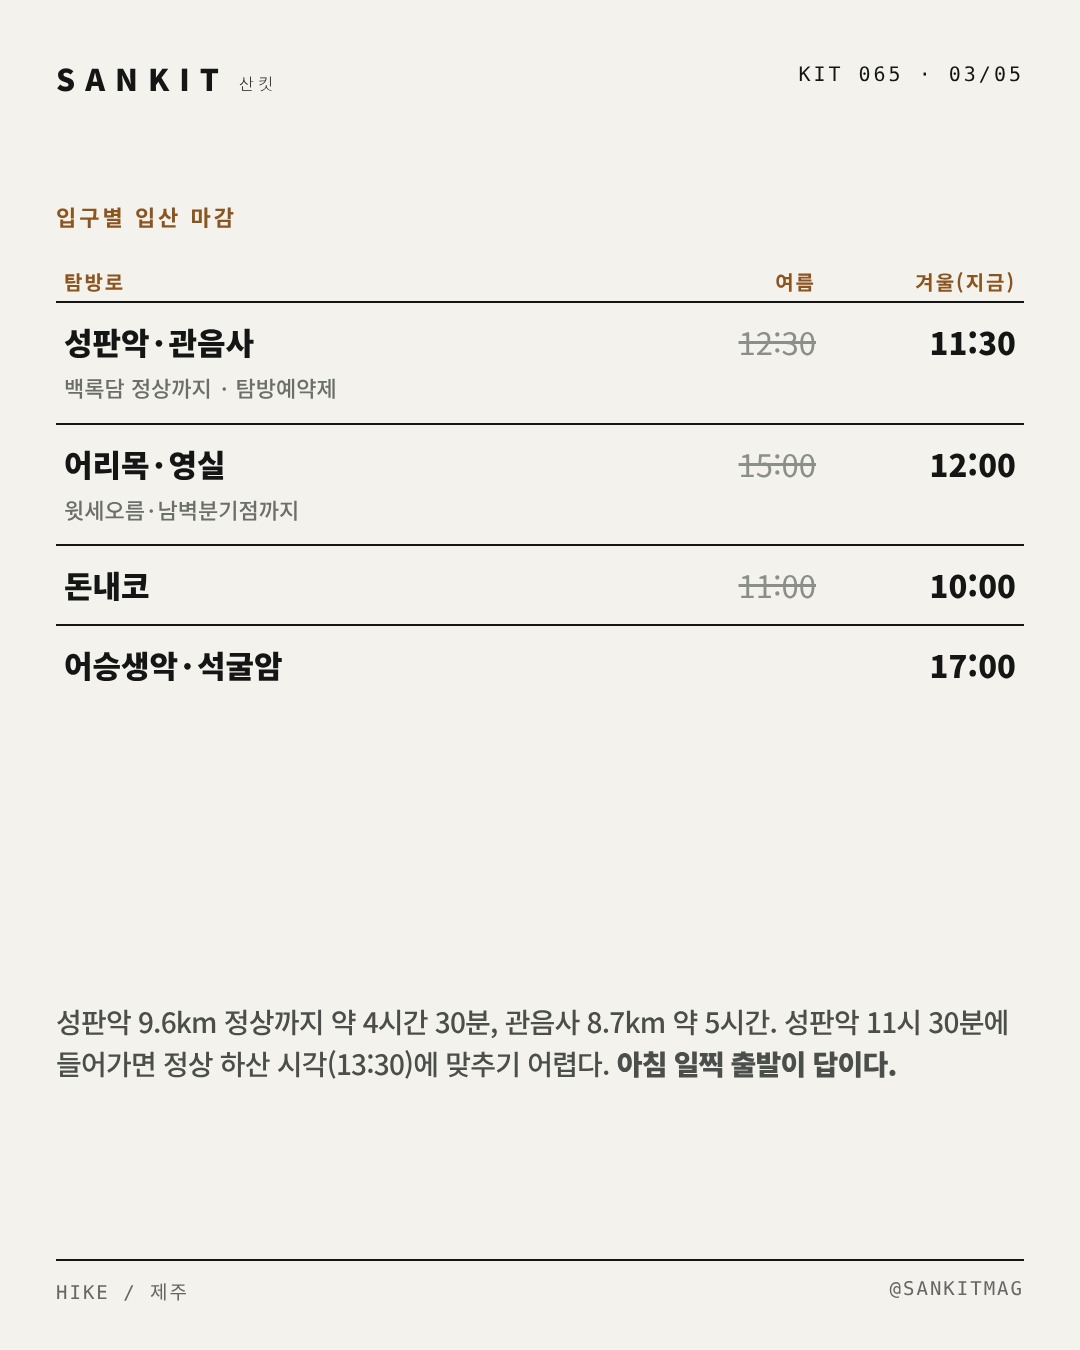 SANKIT 산킷
KIT 065 · 03/05
입구별 입산 마감
탐방로 여름 겨울(지금)
성판악·관음사 12:30 11:30
백록담 정상까지 · 탐방예약제
어리목·영실 15:00 12:00
윗세오름·남벽분기점까지
돈내코 11:00 10:00
어승생악·석굴암 17:00
성판악 9.6km 정상까지 약 4시간 30분, 관음사 8.7km 약 5시간. 성판악 11시 30분에
들어가면 정상 하산 시각(13:30)에 맞추기 어렵다. 아침 일찍 출발이 답이다.
HIKE / 제주
@SANKITMAG